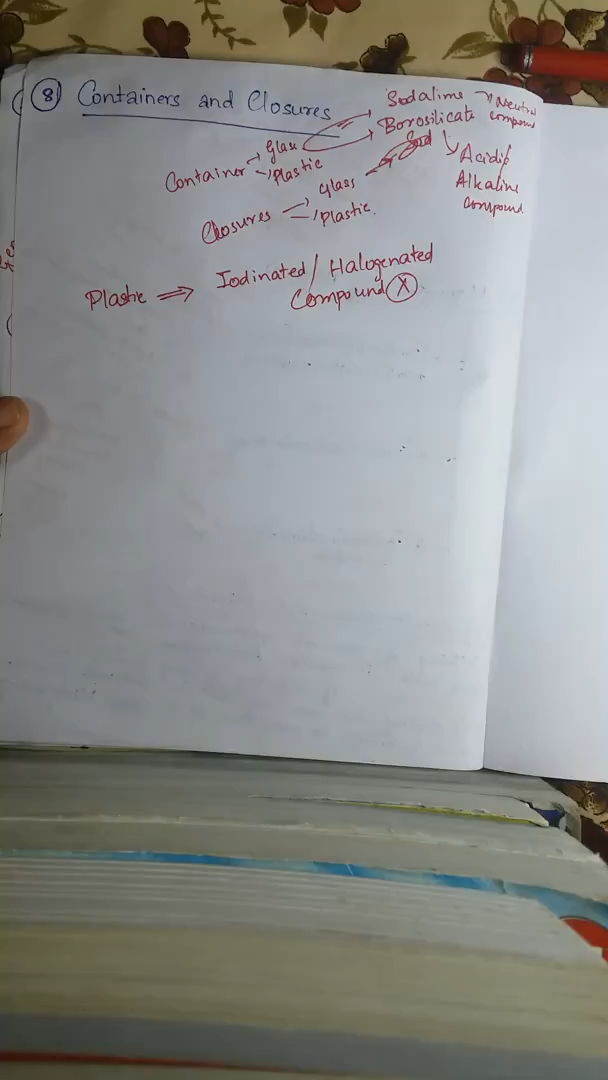 8 Containers and Closures
Container → Glass → Sodalime → Neutral compound
→ Borosilicate → Acidic Alkaline Compound
→ Plastic
Closures → Glass
→ Plastic.
Plastic ⇒ Iodinated / Halogenated
Compound X